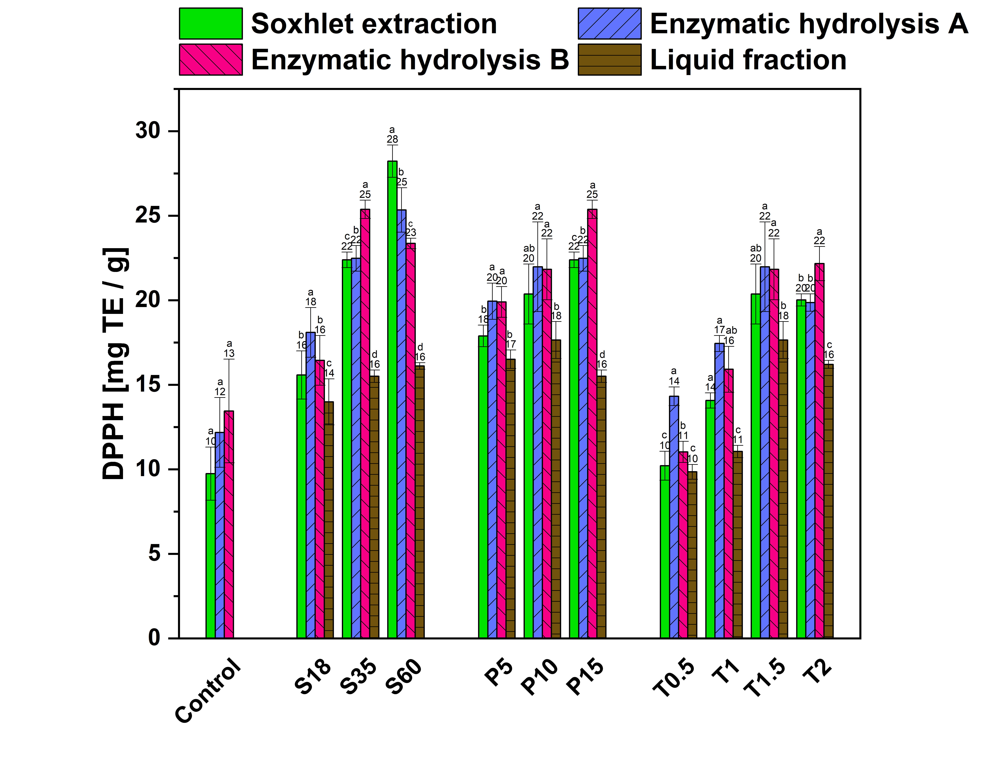 Soxhlet extraction
Enzymatic hydrolysis A
Enzymatic hydrolysis B
Liquid fraction
DPPH [mg TE / g]
30
25
20
15
10
5
0
a
10
a
12
a
13
b
16
a
18
b
16
c
14
c
22
b
22
a
25
d
16
a
28
b
25
c
23
d
16
b
18
a
20
a
20
b
17
ab
20
a
22
a
22
b
18
c
22
b
22
a
25
d
16
c
10
a
14
b
11
c
10
a
14
a
17
ab
16
c
11
ab
20
a
22
a
22
b
18
b
20
b
20
a
22
c
16
Control
S18
S35
S60
P5
P10
P15
T0.5
T1
T1.5
T2